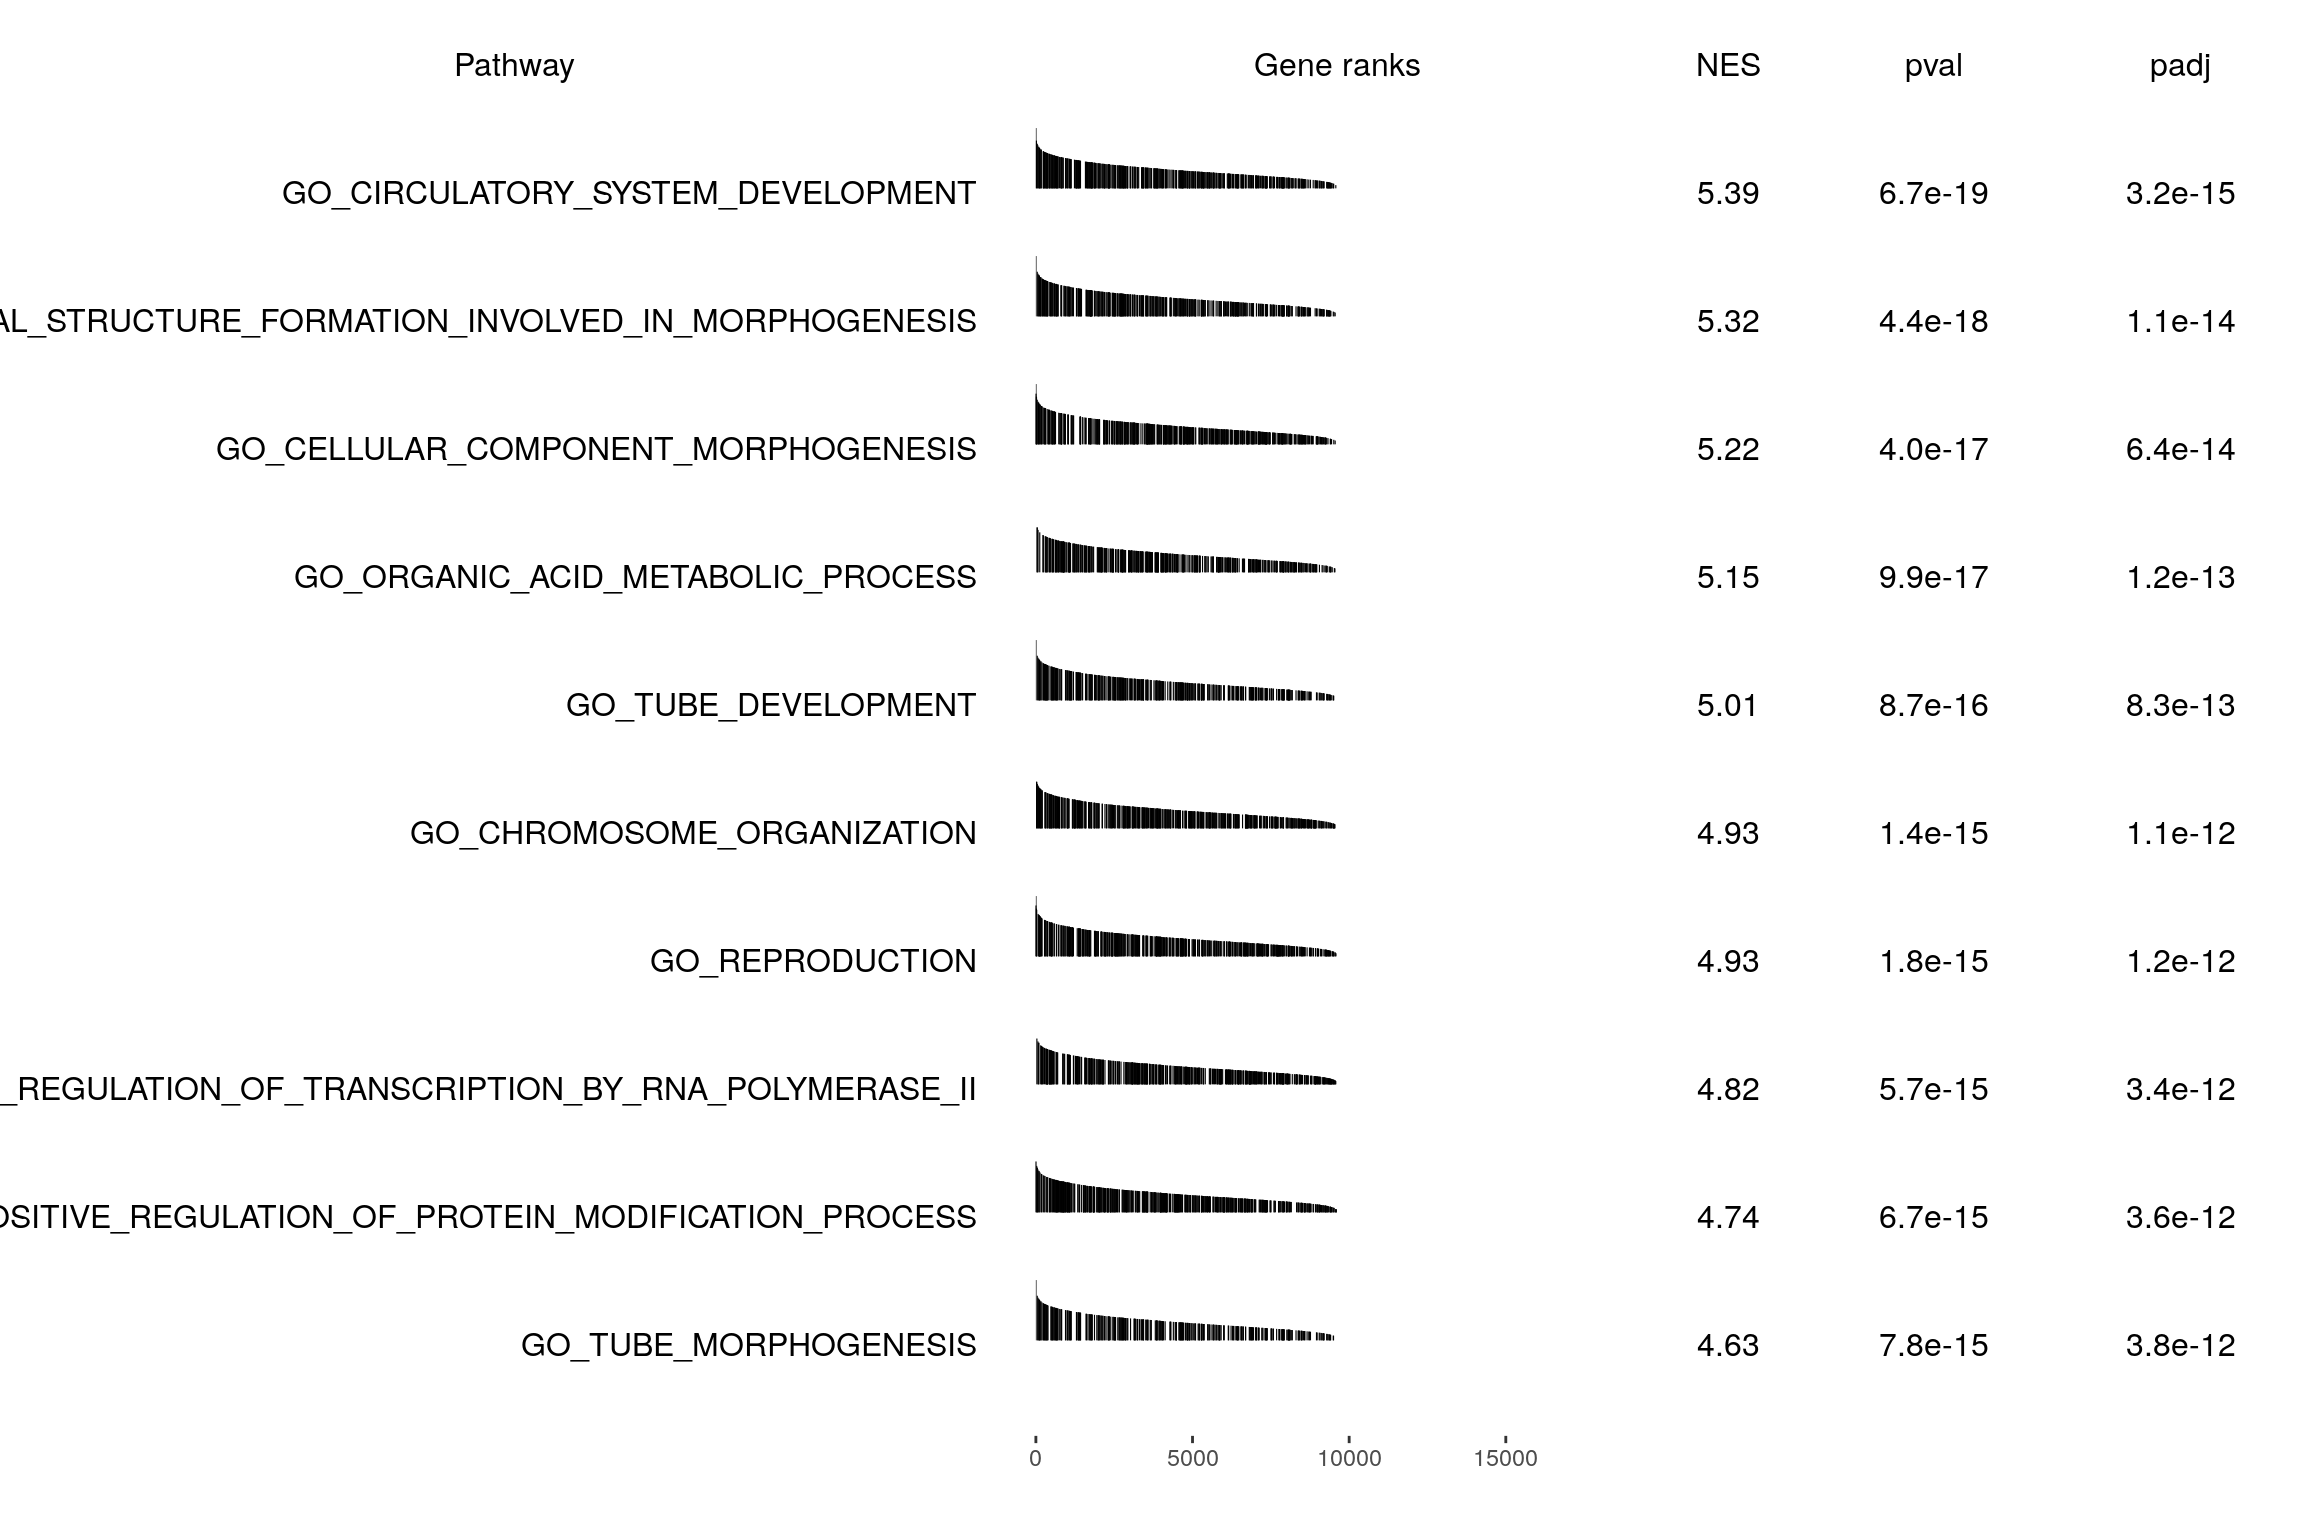 Pathway Gene ranks NES pval padj
GO_CIRCULATORY_SYSTEM_DEVELOPMENT 5.39 6.7e-19 3.2e-15
AL_STRUCTURE_FORMATION_INVOLVED_IN_MORPHOGENESIS 5.32 4.4e-18 1.1e-14
GO_CELLULAR_COMPONENT_MORPHOGENESIS 5.22 4.0e-17 6.4e-14
GO_ORGANIC_ACID_METABOLIC_PROCESS 5.15 9.9e-17 1.2e-13
GO_TUBE_DEVELOPMENT 5.01 8.7e-16 8.3e-13
GO_CHROMOSOME_ORGANIZATION 4.93 1.4e-15 1.1e-12
GO_REPRODUCTION 4.93 1.8e-15 1.2e-12
_REGULATION_OF_TRANSCRIPTION_BY_RNA_POLYMERASE_II 4.82 5.7e-15 3.4e-12
OSITIVE_REGULATION_OF_PROTEIN_MODIFICATION_PROCESS 4.74 6.7e-15 3.6e-12
GO_TUBE_MORPHOGENESIS 4.63 7.8e-15 3.8e-12
0 5000 10000 15000